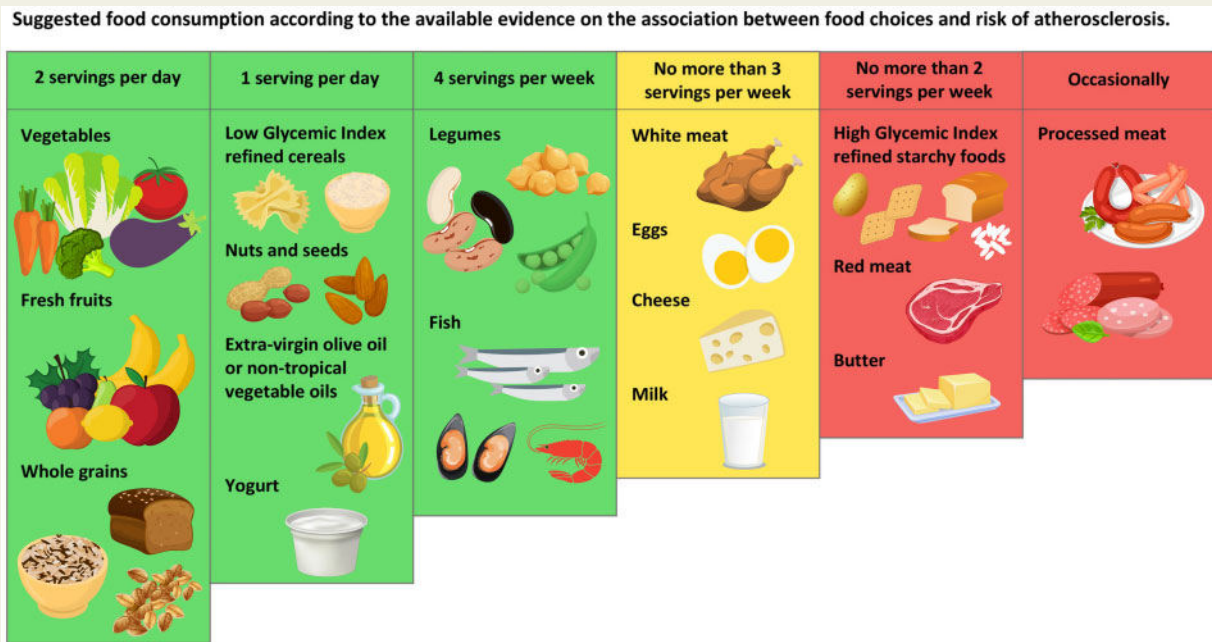 Suggested food consumption according to the available evidence on the association between food choices and risk of atherosclerosis.
2 servings per day
Vegetables
Fresh fruits
Whole grains
1 serving per day
Low Glycemic Index
refined cereals
Nuts and seeds
Extra-virgin olive oil
or non-tropical
vegetable oils
Yogurt
4 servings per week
Legumes
Fish
No more than 3
servings per week
White meat
Eggs
Cheese
Milk
No more than 2
servings per week
High Glycemic Index
refined starchy foods
Red meat
Butter
Occasionally
Processed meat